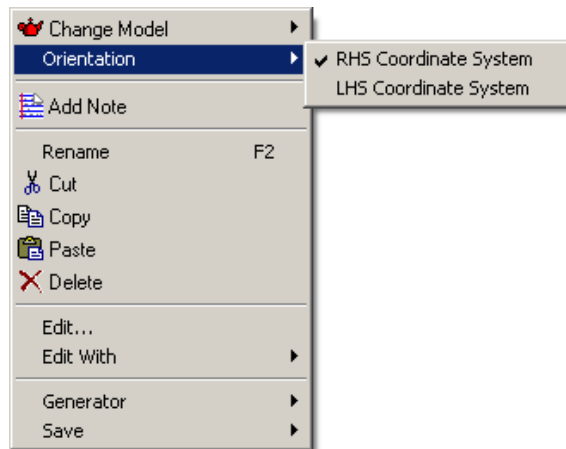 Change Model
Orientation
RHS Coordinate System
LHS Coordinate System
Add Note
Rename F2
Cut
Copy
Paste
Delete
Edit...
Edit With
Generator
Save